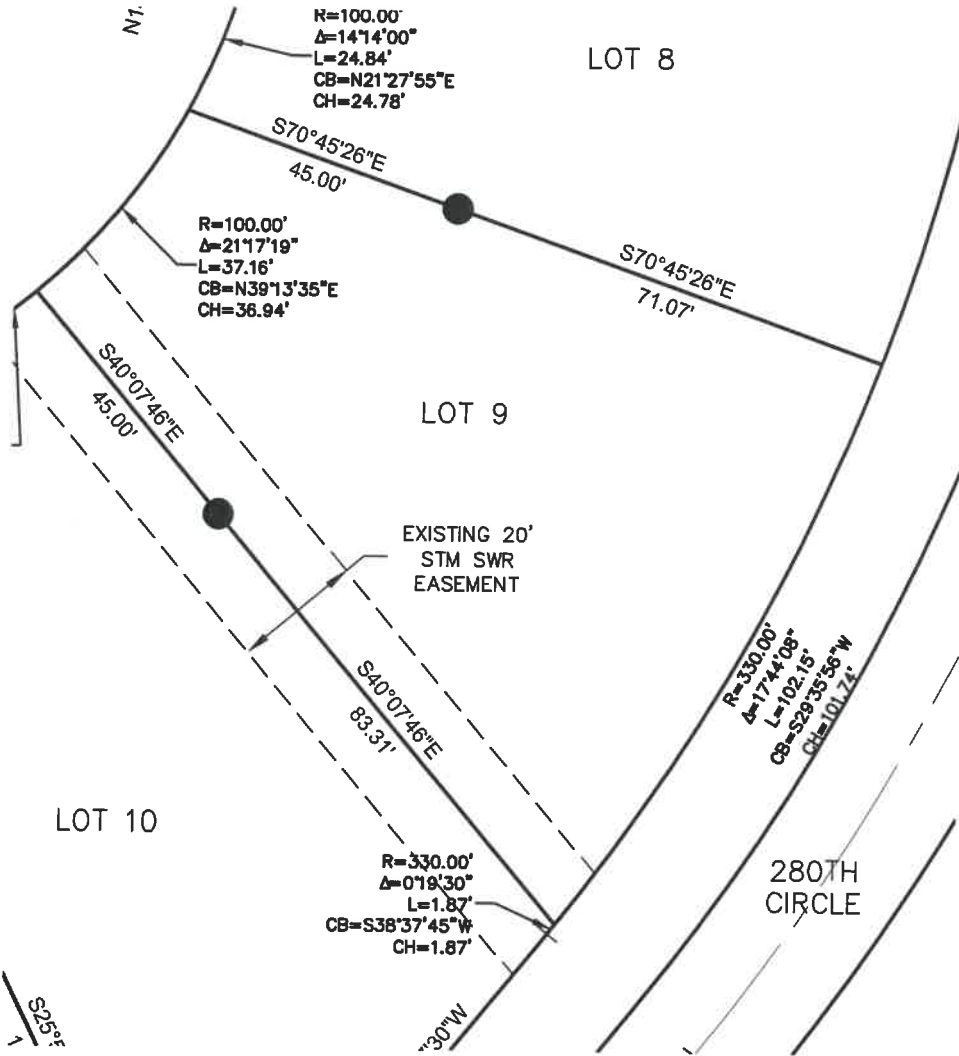 N1
R=100.00'
Δ=14°14'00"
L=24.84'
CB=N21°27'55"E
CH=24.78'
LOT 8
S70°45'26"E
45.00'
R=100.00'
Δ=21°17'19"
L=37.16'
CB=N39°13'35"E
CH=36.94'
S70°45'26"E
71.07'
S40°07'46"E
45.00'
LOT 9
EXISTING 20'
STM SWR
EASEMENT
S40°07'46"E
83.31'
R=330.00'
Δ=17°44'08"
L=102.15'
CB=S29°35'56"W
CH=101.74'
LOT 10
R=330.00'
Δ=0°19'30"
L=1.87'
CB=S38°37'45"W
CH=1.87'
280TH
CIRCLE
'30"W
S25°
1